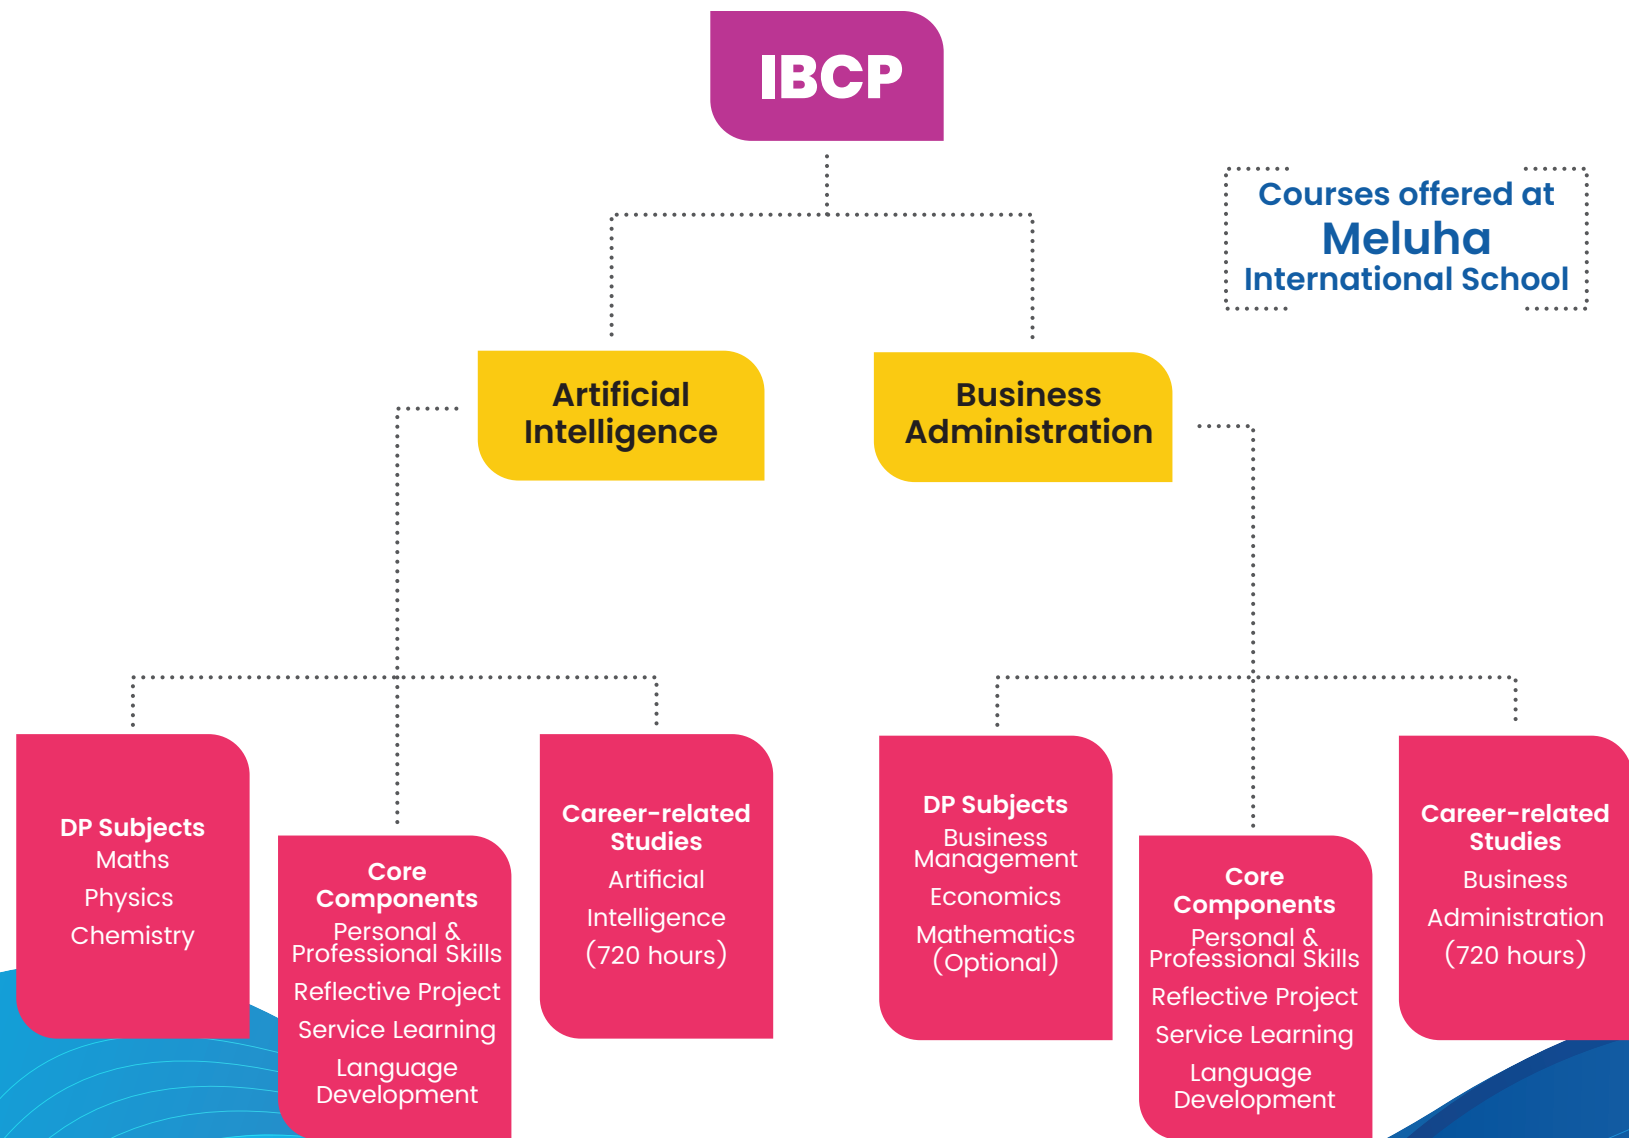 IBCP
Courses offered at
Meluha
International School
Artificial
Intelligence
Business
Administration
DP Subjects
Maths
Physics
Chemistry
Core
Components
Personal &
Professional Skills
Reflective Project
Service Learning
Language
Development
Career-related
Studies
Artificial
Intelligence
(720 hours)
DP Subjects
Business
Management
Economics
Mathematics
(Optional)
Core
Components
Personal &
Professional Skills
Reflective Project
Service Learning
Language
Development
Career-related
Studies
Business
Administration
(720 hours)